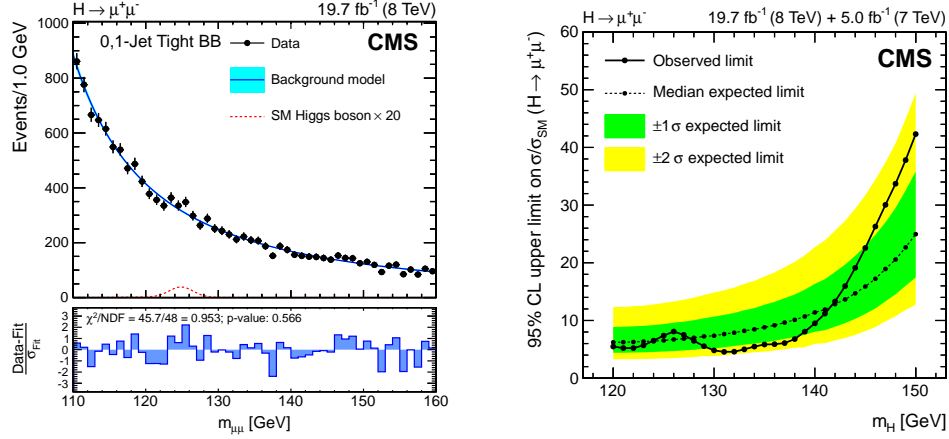 H → μ⁺μ⁻ 19.7 fb⁻¹ (8 TeV)
0,1-Jet Tight BB
CMS
Data
Background model
SM Higgs boson × 20
Events/1.0 GeV
1000
800
600
400
200
0
χ²/NDF = 45.7/48 = 0.953; p-value: 0.566
Data-Fit
σFit
3
2
1
0
-1
-2
-3
110 120 130 140 150 160
mμμ [GeV]
H → μ⁺μ⁻ 19.7 fb⁻¹ (8 TeV) + 5.0 fb⁻¹ (7 TeV)
CMS
Observed limit
Median expected limit
±1 σ expected limit
±2 σ expected limit
95% CL upper limit on σ/σSM (H → μ⁺μ⁻)
60
50
40
30
20
10
0
120 130 140 150
mH [GeV]